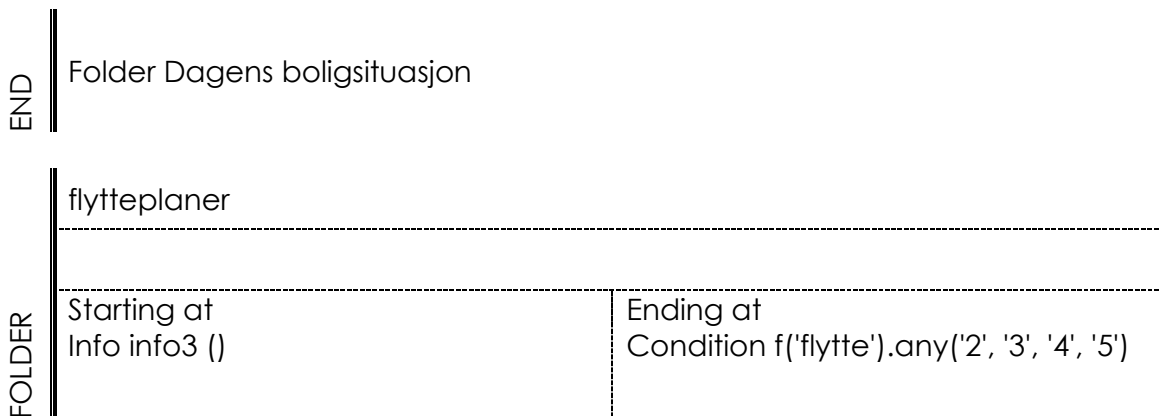 END
Folder Dagens boligsituasjon
FOLDER
flytteplaner
Starting at
Info info3 ()
Ending at
Condition f('flytte').any('2', '3', '4', '5')